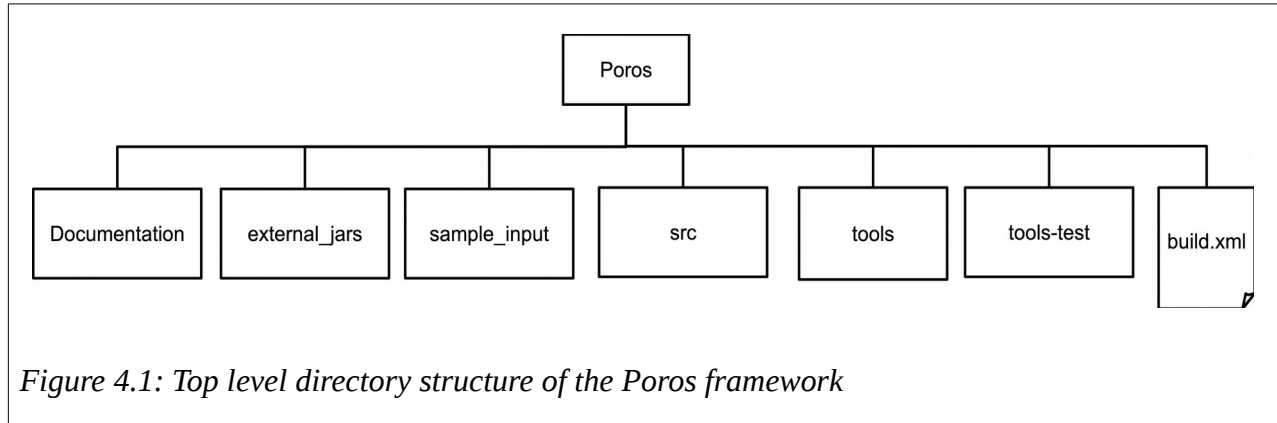 Poros
Documentation
external_jars
sample_input
src
tools
tools-test
build.xml
Figure 4.1: Top level directory structure of the Poros framework